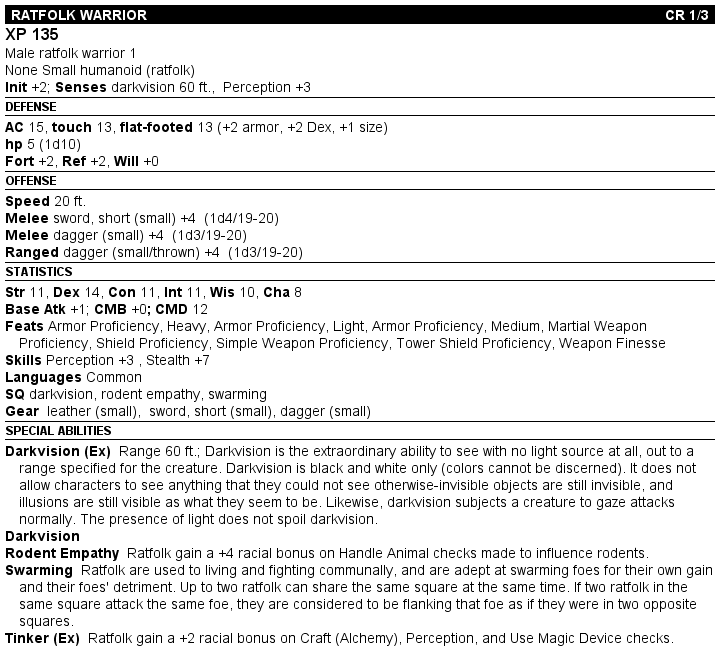 RATFOLK WARRIOR CR 1/3
XP 135
Male ratfolk warrior 1
None Small humanoid (ratfolk)
Init +2; Senses darkvision 60 ft., Perception +3
DEFENSE
AC 15, touch 13, flat-footed 13 (+2 armor, +2 Dex, +1 size)
hp 5 (1d10)
Fort +2, Ref +2, Will +0
OFFENSE
Speed 20 ft.
Melee sword, short (small) +4 (1d4/19-20)
Melee dagger (small) +4 (1d3/19-20)
Ranged dagger (small/thrown) +4 (1d3/19-20)
STATISTICS
Str 11, Dex 14, Con 11, Int 11, Wis 10, Cha 8
Base Atk +1; CMB +0; CMD 12
Feats Armor Proficiency, Heavy, Armor Proficiency, Light, Armor Proficiency, Medium, Martial Weapon
Proficiency, Shield Proficiency, Simple Weapon Proficiency, Tower Shield Proficiency, Weapon Finesse
Skills Perception +3 , Stealth +7
Languages Common
SQ darkvision, rodent empathy, swarming
Gear leather (small), sword, short (small), dagger (small)
SPECIAL ABILITIES
Darkvision (Ex) Range 60 ft.; Darkvision is the extraordinary ability to see with no light source at all, out to a
range specified for the creature. Darkvision is black and white only (colors cannot be discerned). It does not
allow characters to see anything that they could not see otherwise-invisible objects are still invisible, and
illusions are still visible as what they seem to be. Likewise, darkvision subjects a creature to gaze attacks
normally. The presence of light does not spoil darkvision.
Darkvision
Rodent Empathy Ratfolk gain a +4 racial bonus on Handle Animal checks made to influence rodents.
Swarming Ratfolk are used to living and fighting communally, and are adept at swarming foes for their own gain
and their foes' detriment. Up to two ratfolk can share the same square at the same time. If two ratfolk in the
same square attack the same foe, they are considered to be flanking that foe as if they were in two opposite
squares.
Tinker (Ex) Ratfolk gain a +2 racial bonus on Craft (Alchemy), Perception, and Use Magic Device checks.